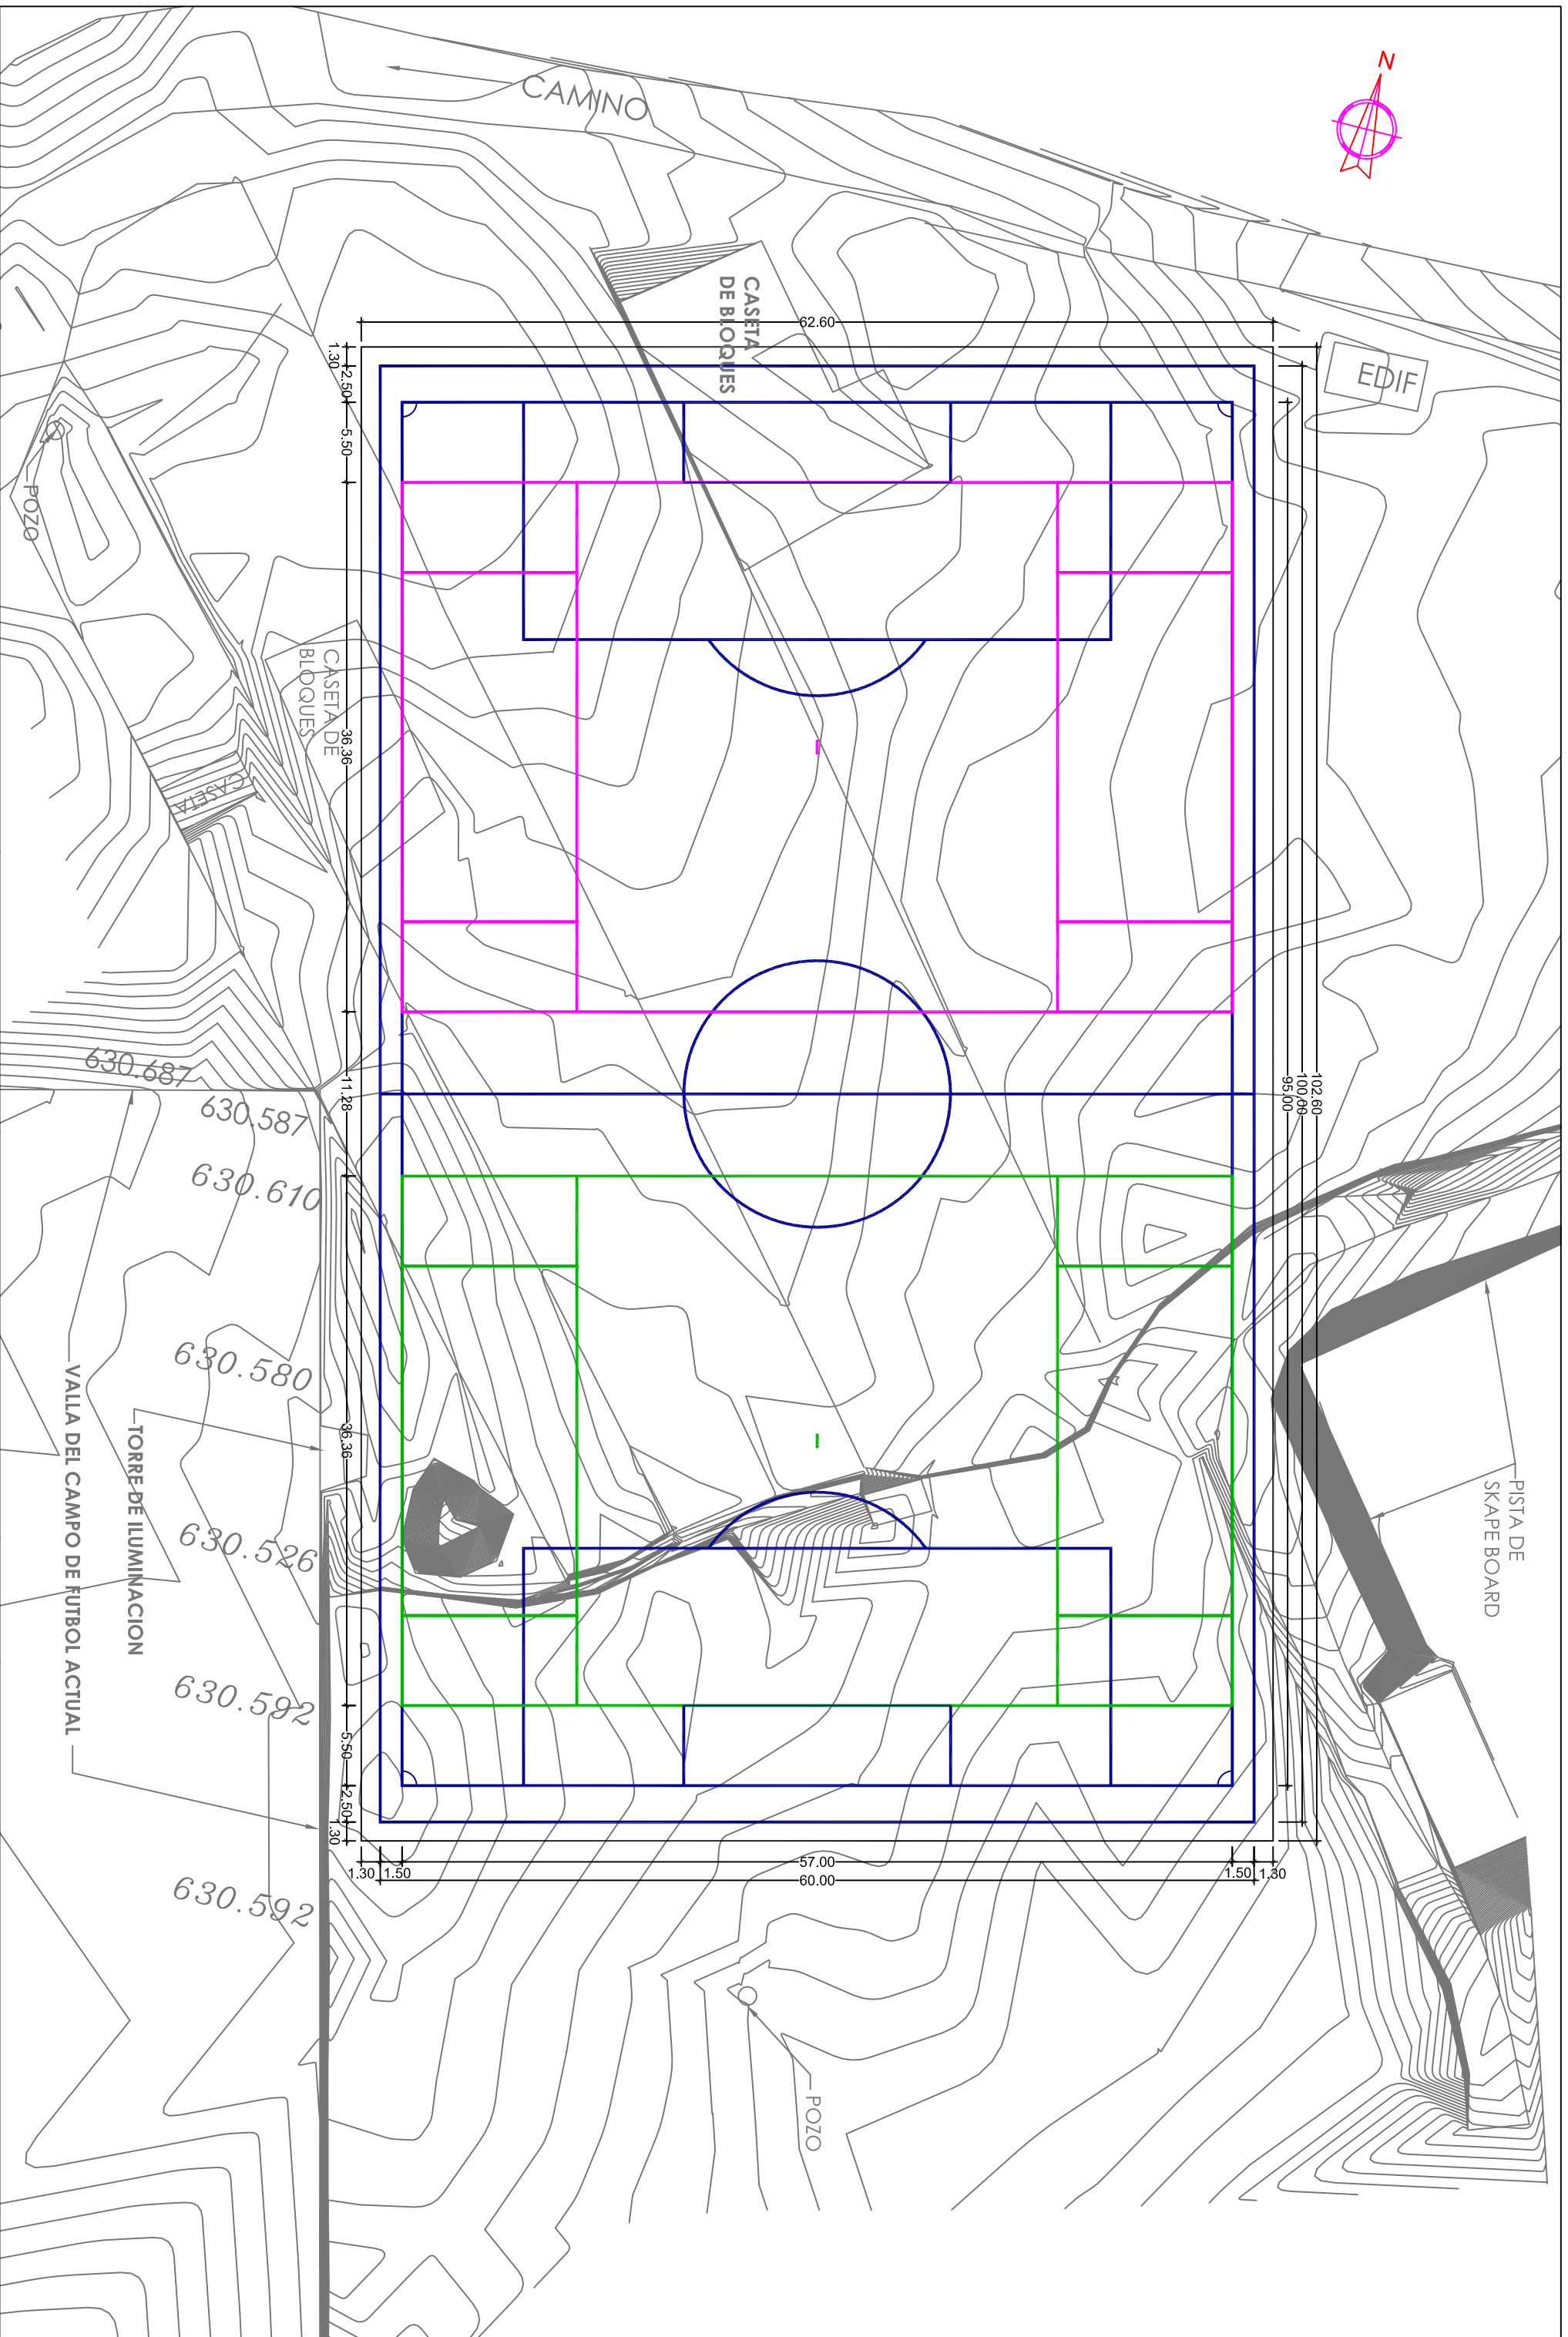 N
CAMINO
CASETA
DE BLOQUES
62.60
EDIF
1.30
2.50
5.50
POZO
CASETA DE
BLOQUES
36.36
CASETA
630.687
630.587
630.610
11.28
95.00
100.00
102.60
630.580
36.36
VALLA DEL CAMPO DE FUTBOL ACTUAL
TORRE DE ILUMINACION
PISTA DE
SKAPE BOARD
630.526
630.592
5.50
2.50
1.30
1.30
1.50
57.00
1.50
1.30
60.00
630.592
POZO